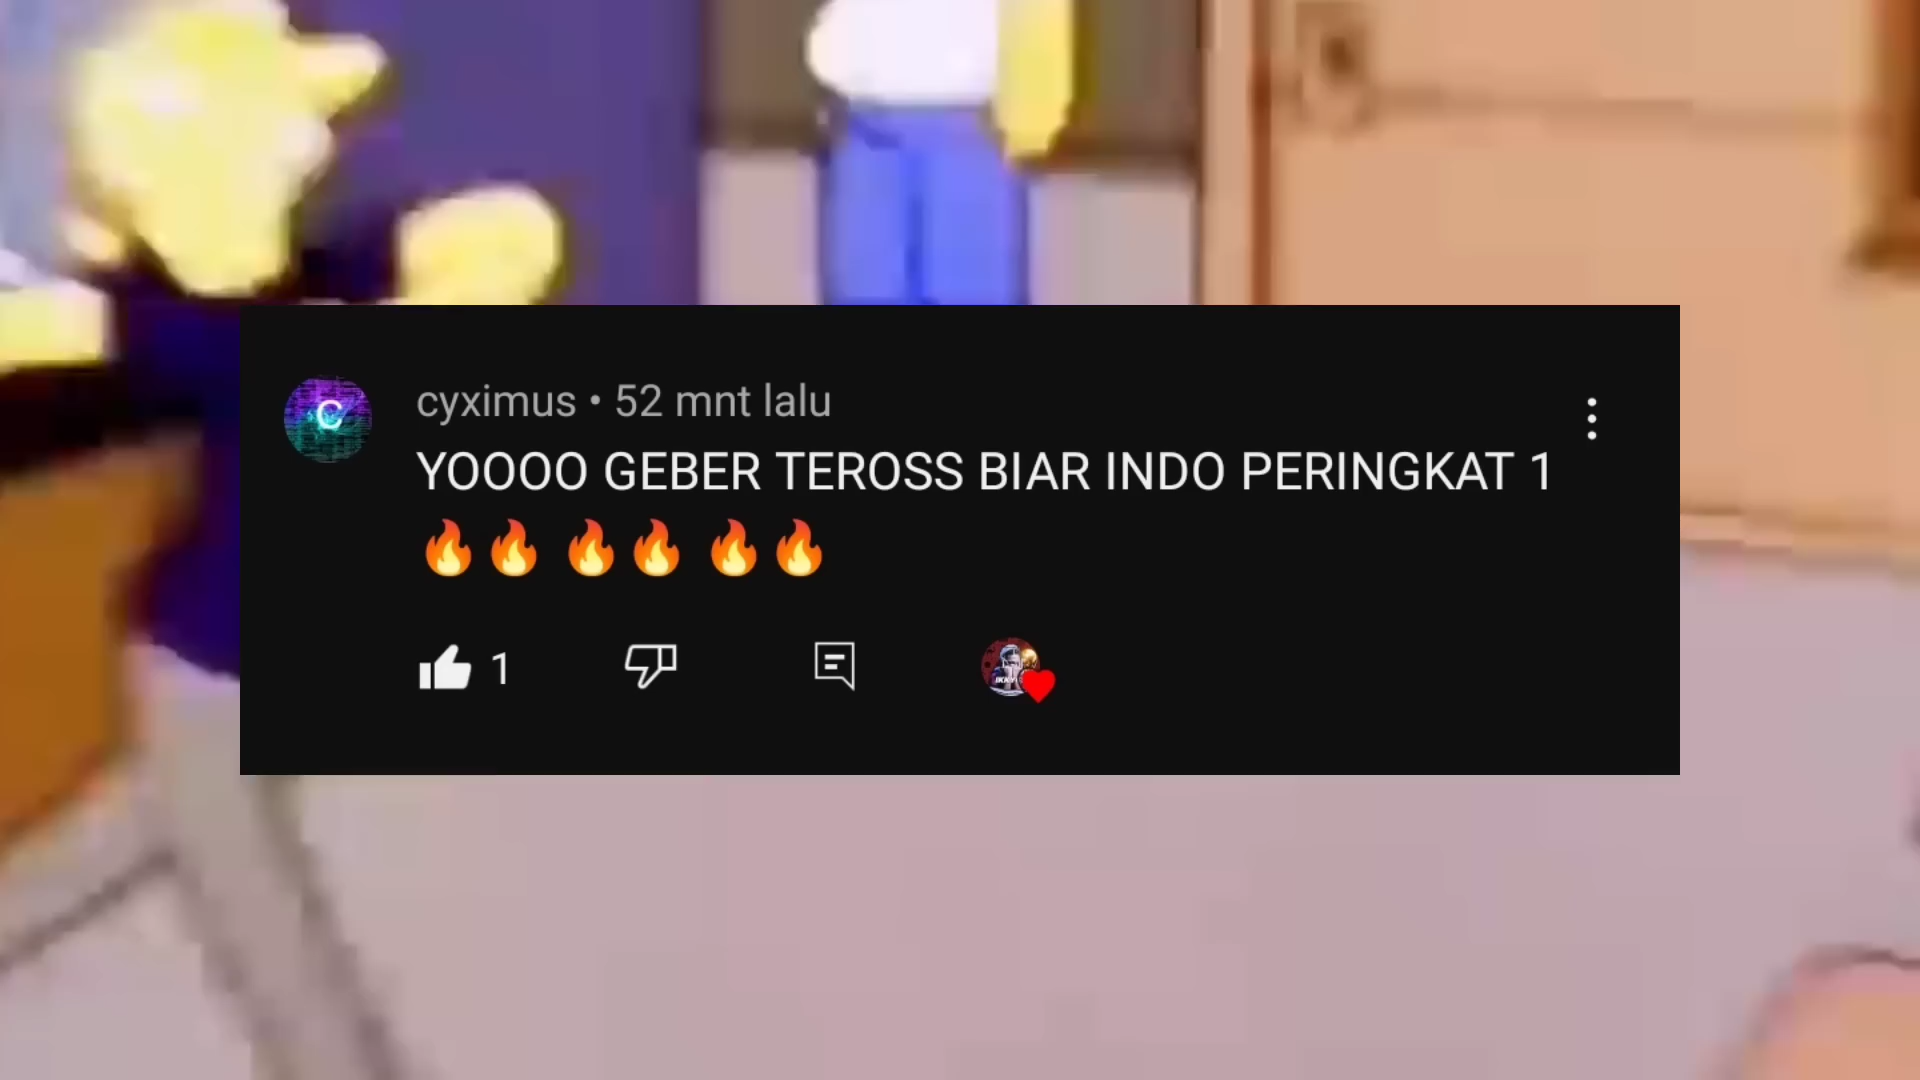 cyximus • 52 mnt lalu
YOOOO GEBER TEROSS BIAR INDO PERINGKAT 1
🔥🔥 🔥🔥 🔥🔥
1
C